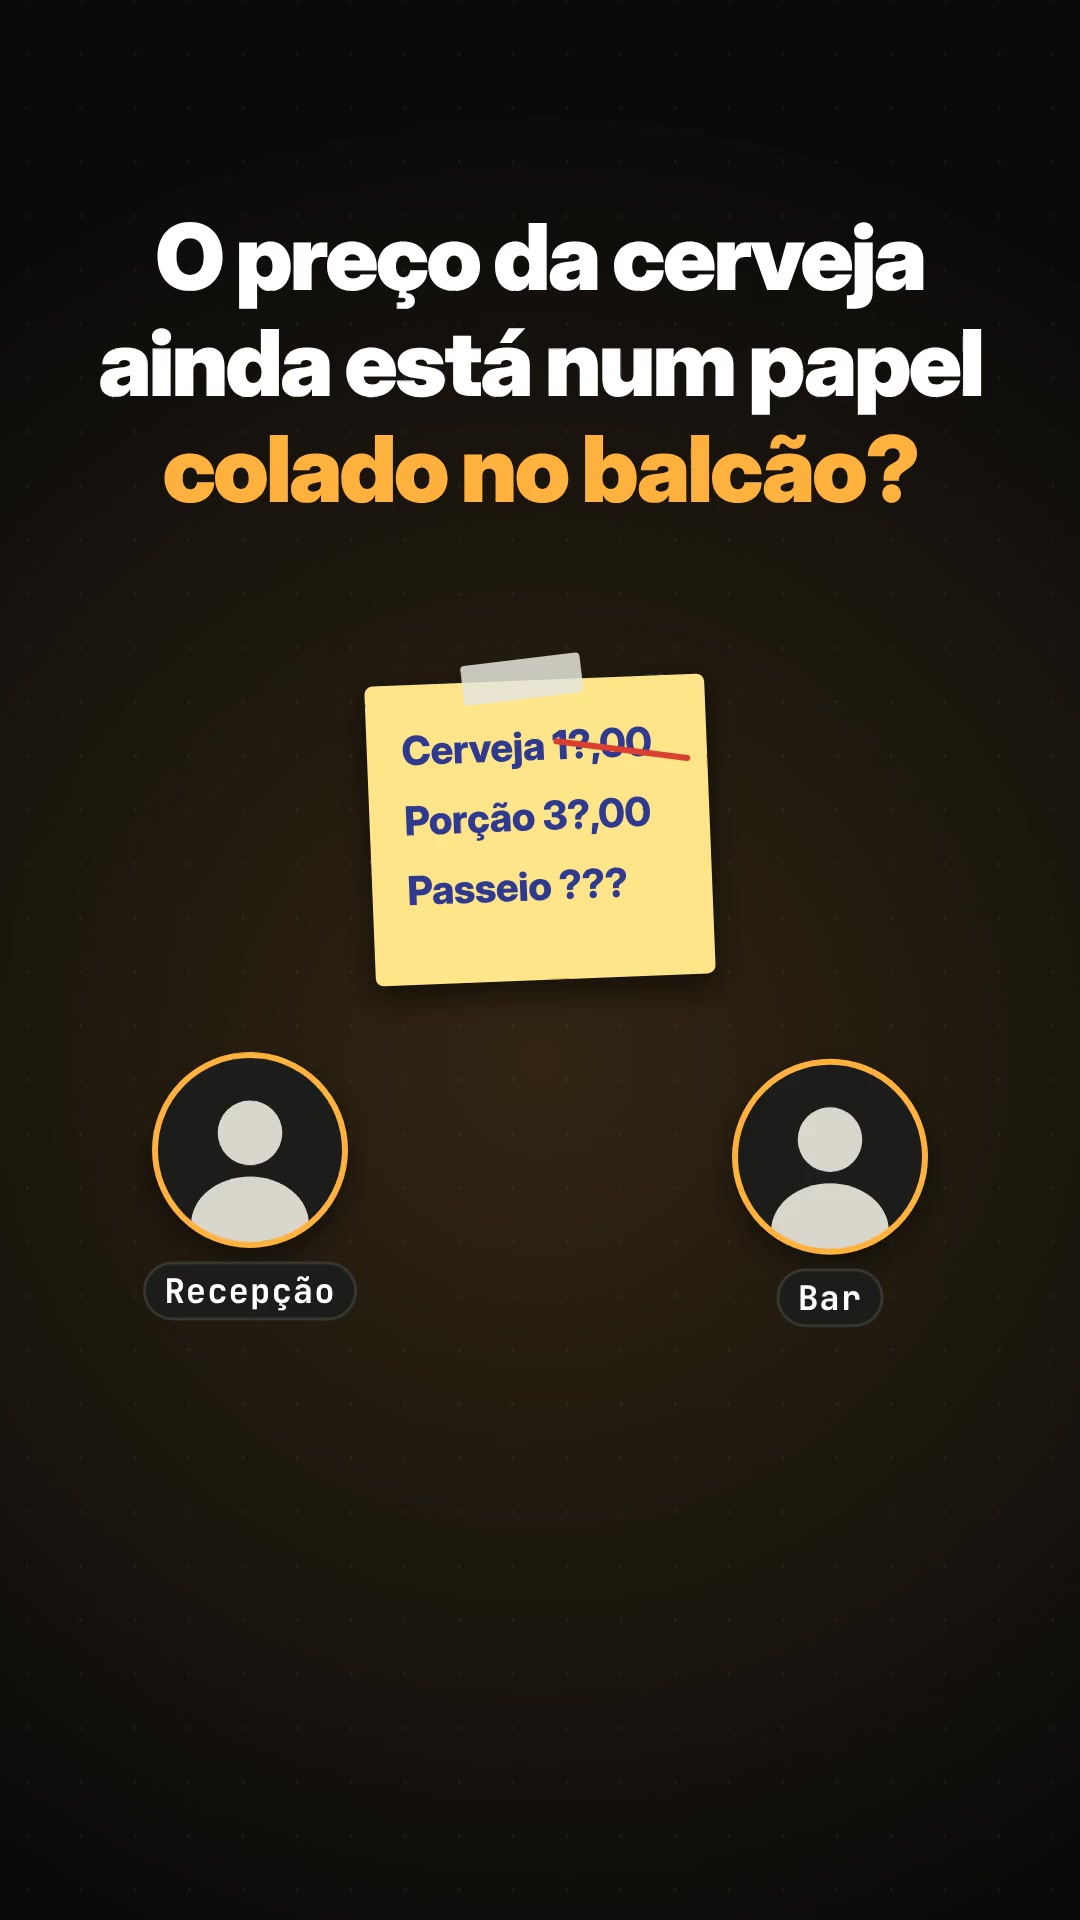 O preço da cerveja
ainda está num papel
colado no balcão?
Cerveja 1?,00
Porção 3?,00
Passeio ???
Recepção
Bar